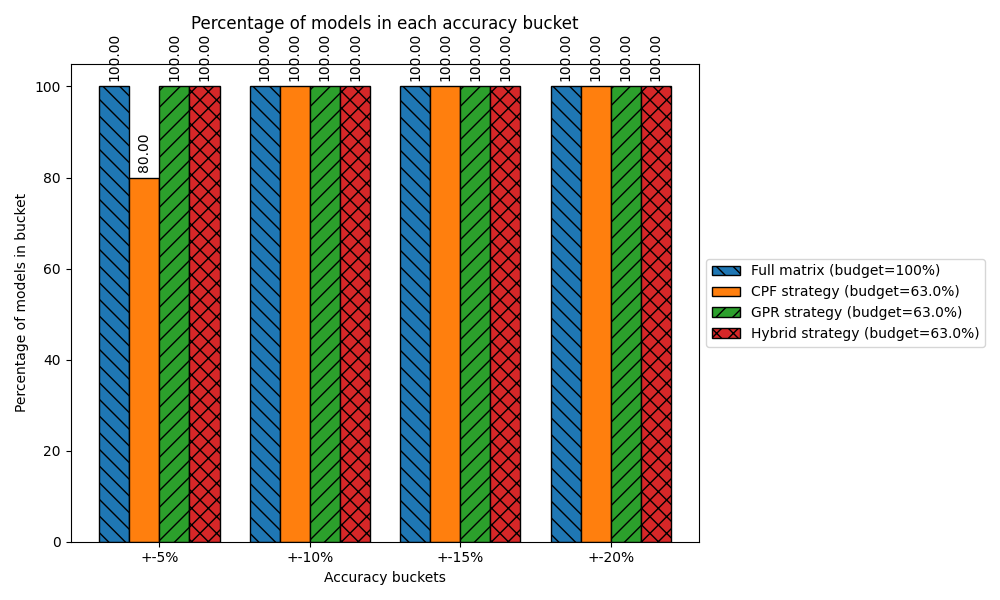 Percentage of models in each accuracy bucket
100.00 80.00 100.00 100.00 100.00 100.00 100.00 100.00 100.00 100.00 100.00 100.00 100.00 100.00 100.00 100.00
Percentage of models in bucket
100
80
60
40
20
0
+-5% +-10% +-15% +-20%
Accuracy buckets
Full matrix (budget=100%)
CPF strategy (budget=63.0%)
GPR strategy (budget=63.0%)
Hybrid strategy (budget=63.0%)